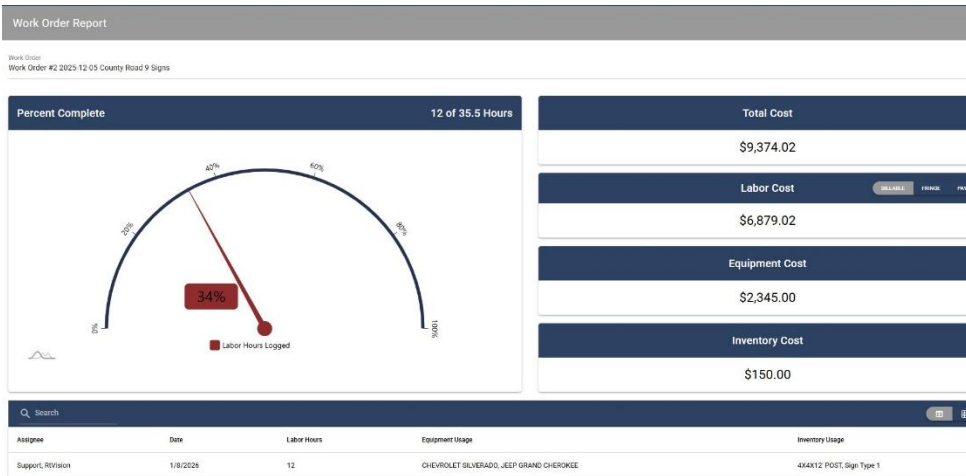 Work Order Report
Work Order
Work Order #2 2025-12-05 County Road 9 Signs
Percent Complete
12 of 35.5 Hours
0%
20%
40%
60%
80%
100%
34%
Labor Hours Logged
Total Cost
$9,374.02
Labor Cost
BILLABLE FRINGE
$6,879.02
Equipment Cost
$2,345.00
Inventory Cost
$150.00
Search
Assignee Date Labor Hours Equipment Usage Inventory Usage
Support, RtVision 1/8/2026 12 CHEVROLET SILVERADO, JEEP GRAND CHEROKEE 4X4X12' POST, Sign Type 1